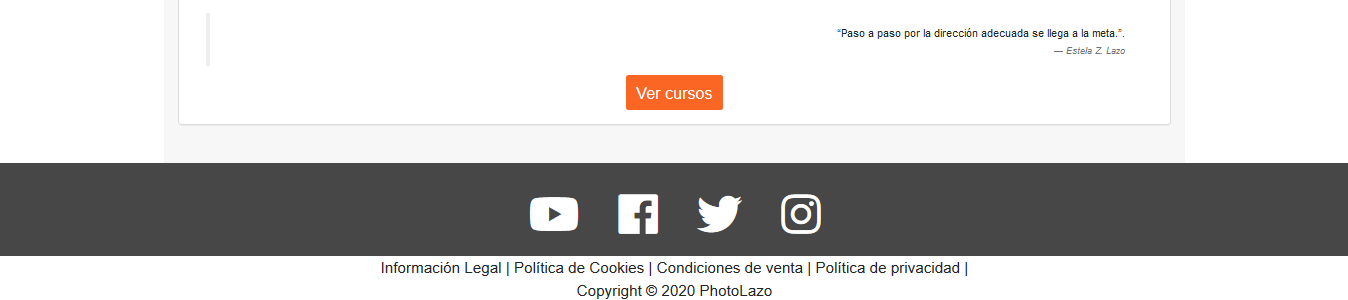 “Paso a paso por la dirección adecuada se llega a la meta.”.
— Estela Z. Lazo
Ver cursos
Información Legal | Política de Cookies | Condiciones de venta | Política de privacidad |
Copyright © 2020 PhotoLazo